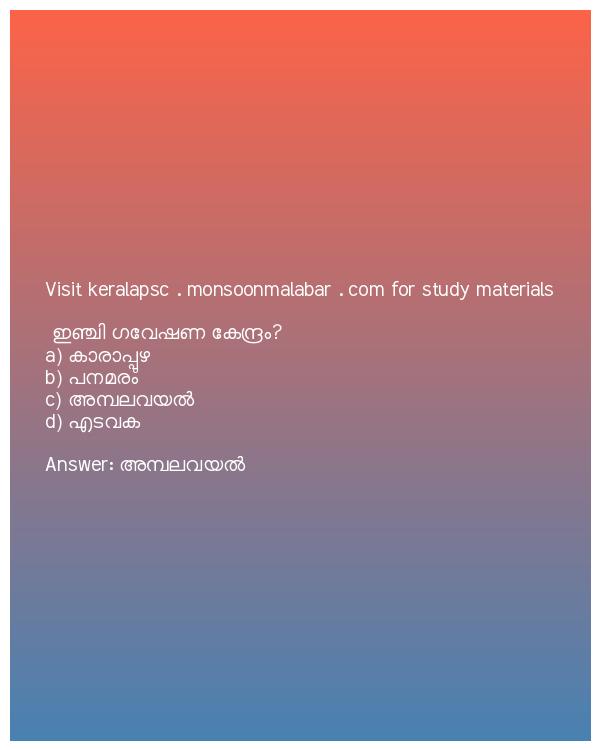 Visit keralapsc . monsoonmalabar . com for study materials
ഇഞ്ചി ഗവേഷണ കേന്ദ്രം?
a) കാരാപ്പുഴ
b) പനമരം
c) അമ്പലവയൽ
d) എടവക
Answer: അമ്പലവയൽ